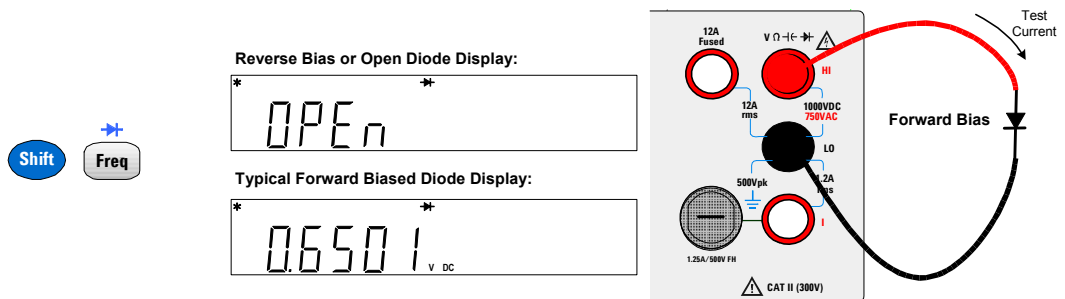 Shift
Freq
Reverse Bias or Open Diode Display:
*
OPEn
Typical Forward Biased Diode Display:
*
0.6501 V DC
12A
Fused
V Ω
HI
12A
rms
1000VDC
750VAC
LO
500Vpk
1.2A
rms
I
1.25A/500V FH
CAT II (300V)
Test
Current
Forward Bias